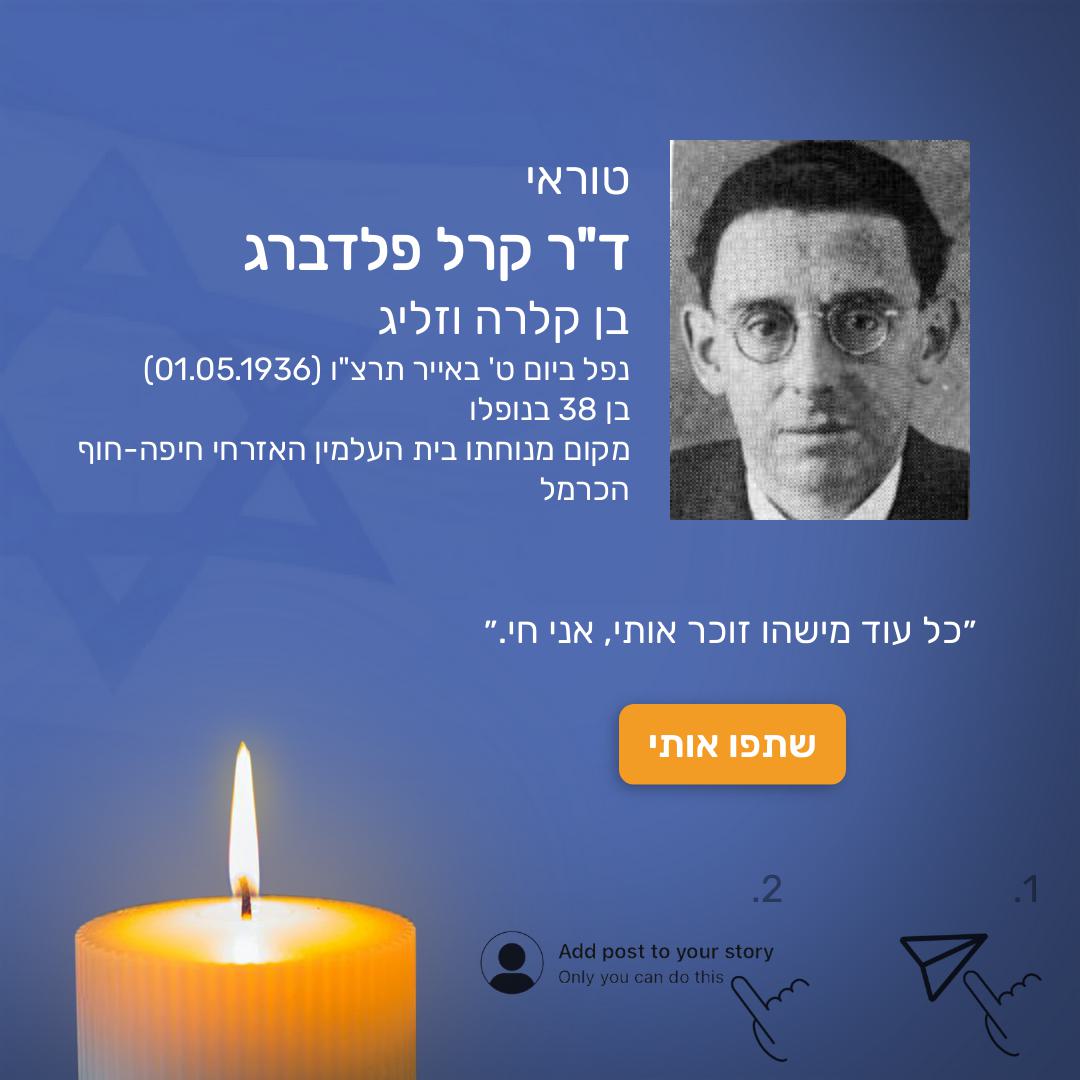 טוראי
ד"ר קרל פלדברג
בן קלרה וזליג
נפל ביום ט' באייר תרצ"ו (01.05.1936)
בן 38 בנופלו
מקום מנוחתו בית העלמין האזרחי חיפה-חוף
הכרמל
״כל עוד מישהו זוכר אותי, אני חי.״
שתפו אותי
.1
.2
Add post to your story
Only you can do this